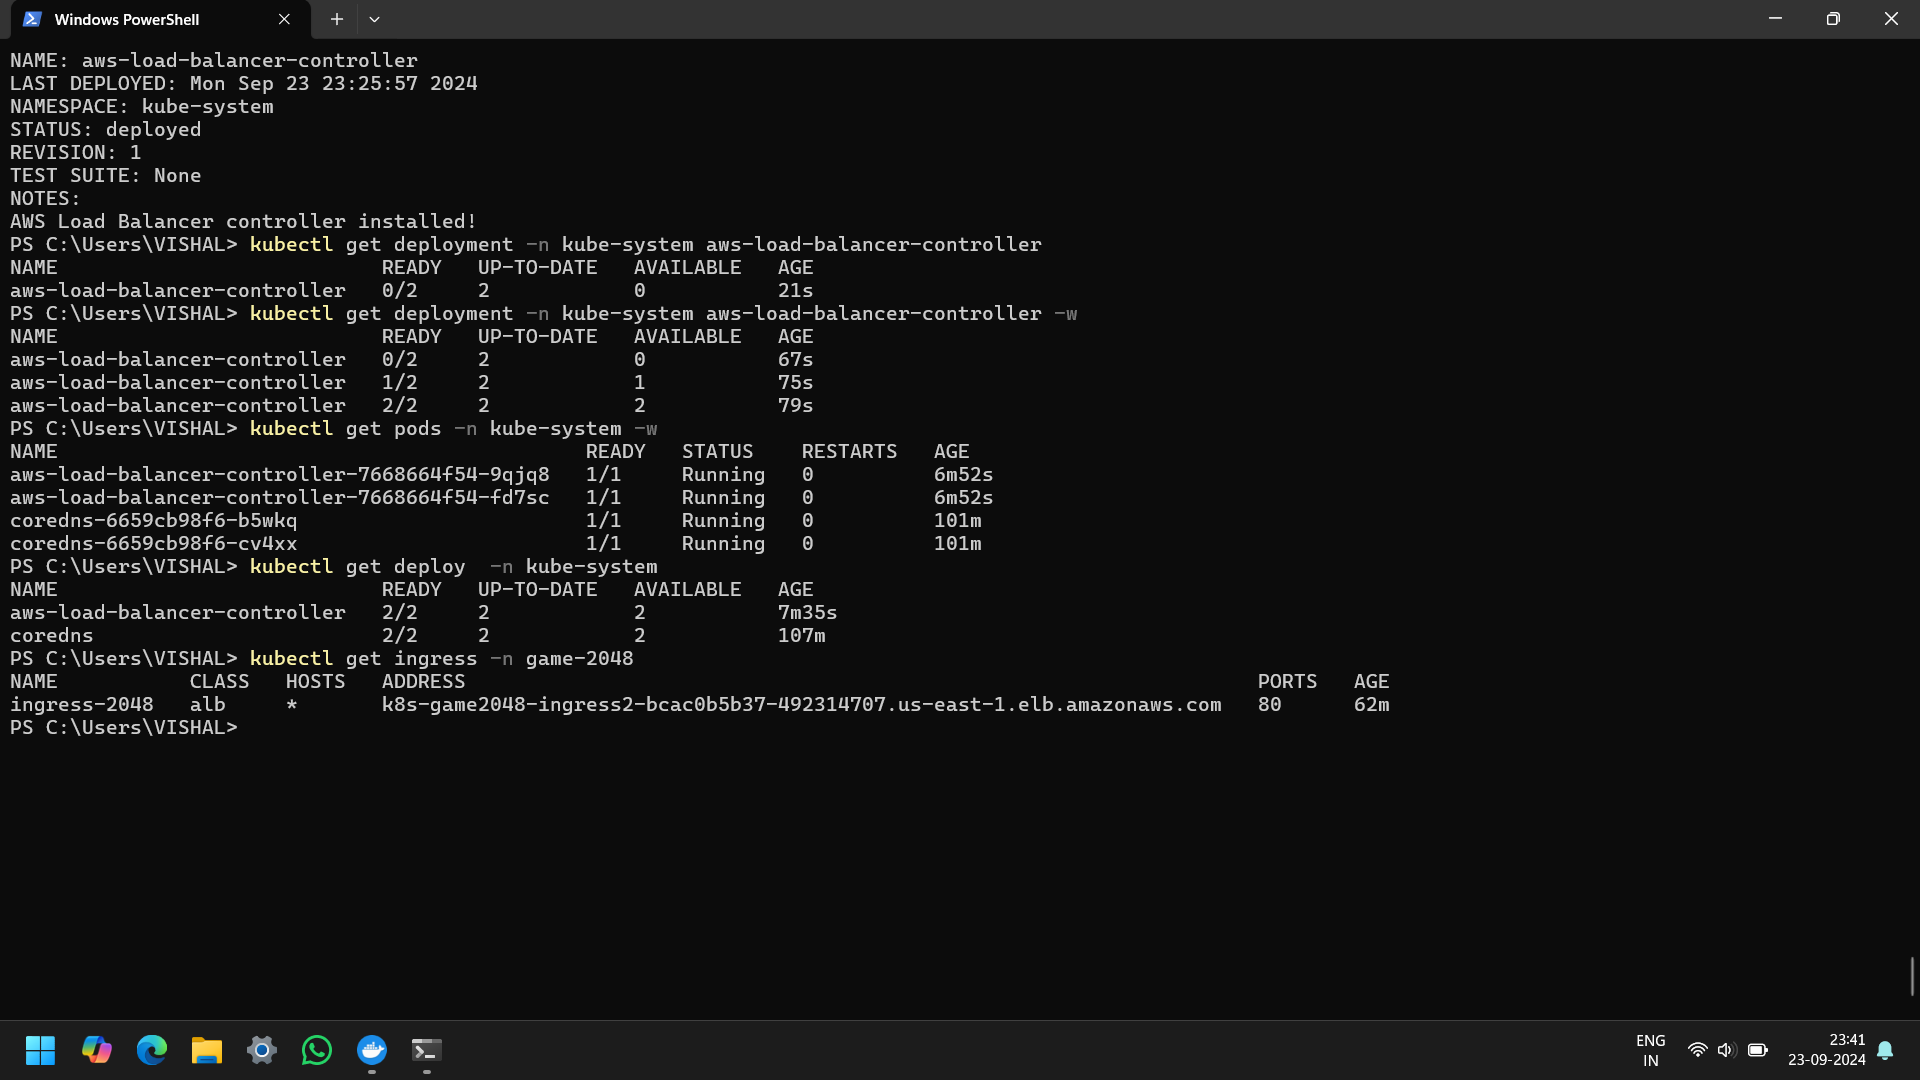 Windows PowerShell
NAME: aws-load-balancer-controller
LAST DEPLOYED: Mon Sep 23 23:25:57 2024
NAMESPACE: kube-system
STATUS: deployed
REVISION: 1
TEST SUITE: None
NOTES:
AWS Load Balancer controller installed!
PS C:\Users\VISHAL> kubectl get deployment -n kube-system aws-load-balancer-controller
NAME                           READY   UP-TO-DATE   AVAILABLE   AGE
aws-load-balancer-controller   0/2     2            0           21s
PS C:\Users\VISHAL> kubectl get deployment -n kube-system aws-load-balancer-controller -w
NAME                           READY   UP-TO-DATE   AVAILABLE   AGE
aws-load-balancer-controller   0/2     2            0           67s
aws-load-balancer-controller   1/2     2            1           75s
aws-load-balancer-controller   2/2     2            2           79s
PS C:\Users\VISHAL> kubectl get pods -n kube-system -w
NAME                                            READY   STATUS    RESTARTS   AGE
aws-load-balancer-controller-7668664f54-9qjq8   1/1     Running   0          6m52s
aws-load-balancer-controller-7668664f54-fd7sc   1/1     Running   0          6m52s
coredns-6659cb98f6-b5wkq                        1/1     Running   0          101m
coredns-6659cb98f6-cv4xx                        1/1     Running   0          101m
PS C:\Users\VISHAL> kubectl get deploy  -n kube-system
NAME                           READY   UP-TO-DATE   AVAILABLE   AGE
aws-load-balancer-controller   2/2     2            2           7m35s
coredns                        2/2     2            2           107m
PS C:\Users\VISHAL> kubectl get ingress -n game-2048
NAME           CLASS   HOSTS   ADDRESS                                                                  PORTS   AGE
ingress-2048   alb     *       k8s-game2048-ingress2-bcac0b5b37-492314707.us-east-1.elb.amazonaws.com   80      62m
PS C:\Users\VISHAL>
ENG
IN
23:41
23-09-2024